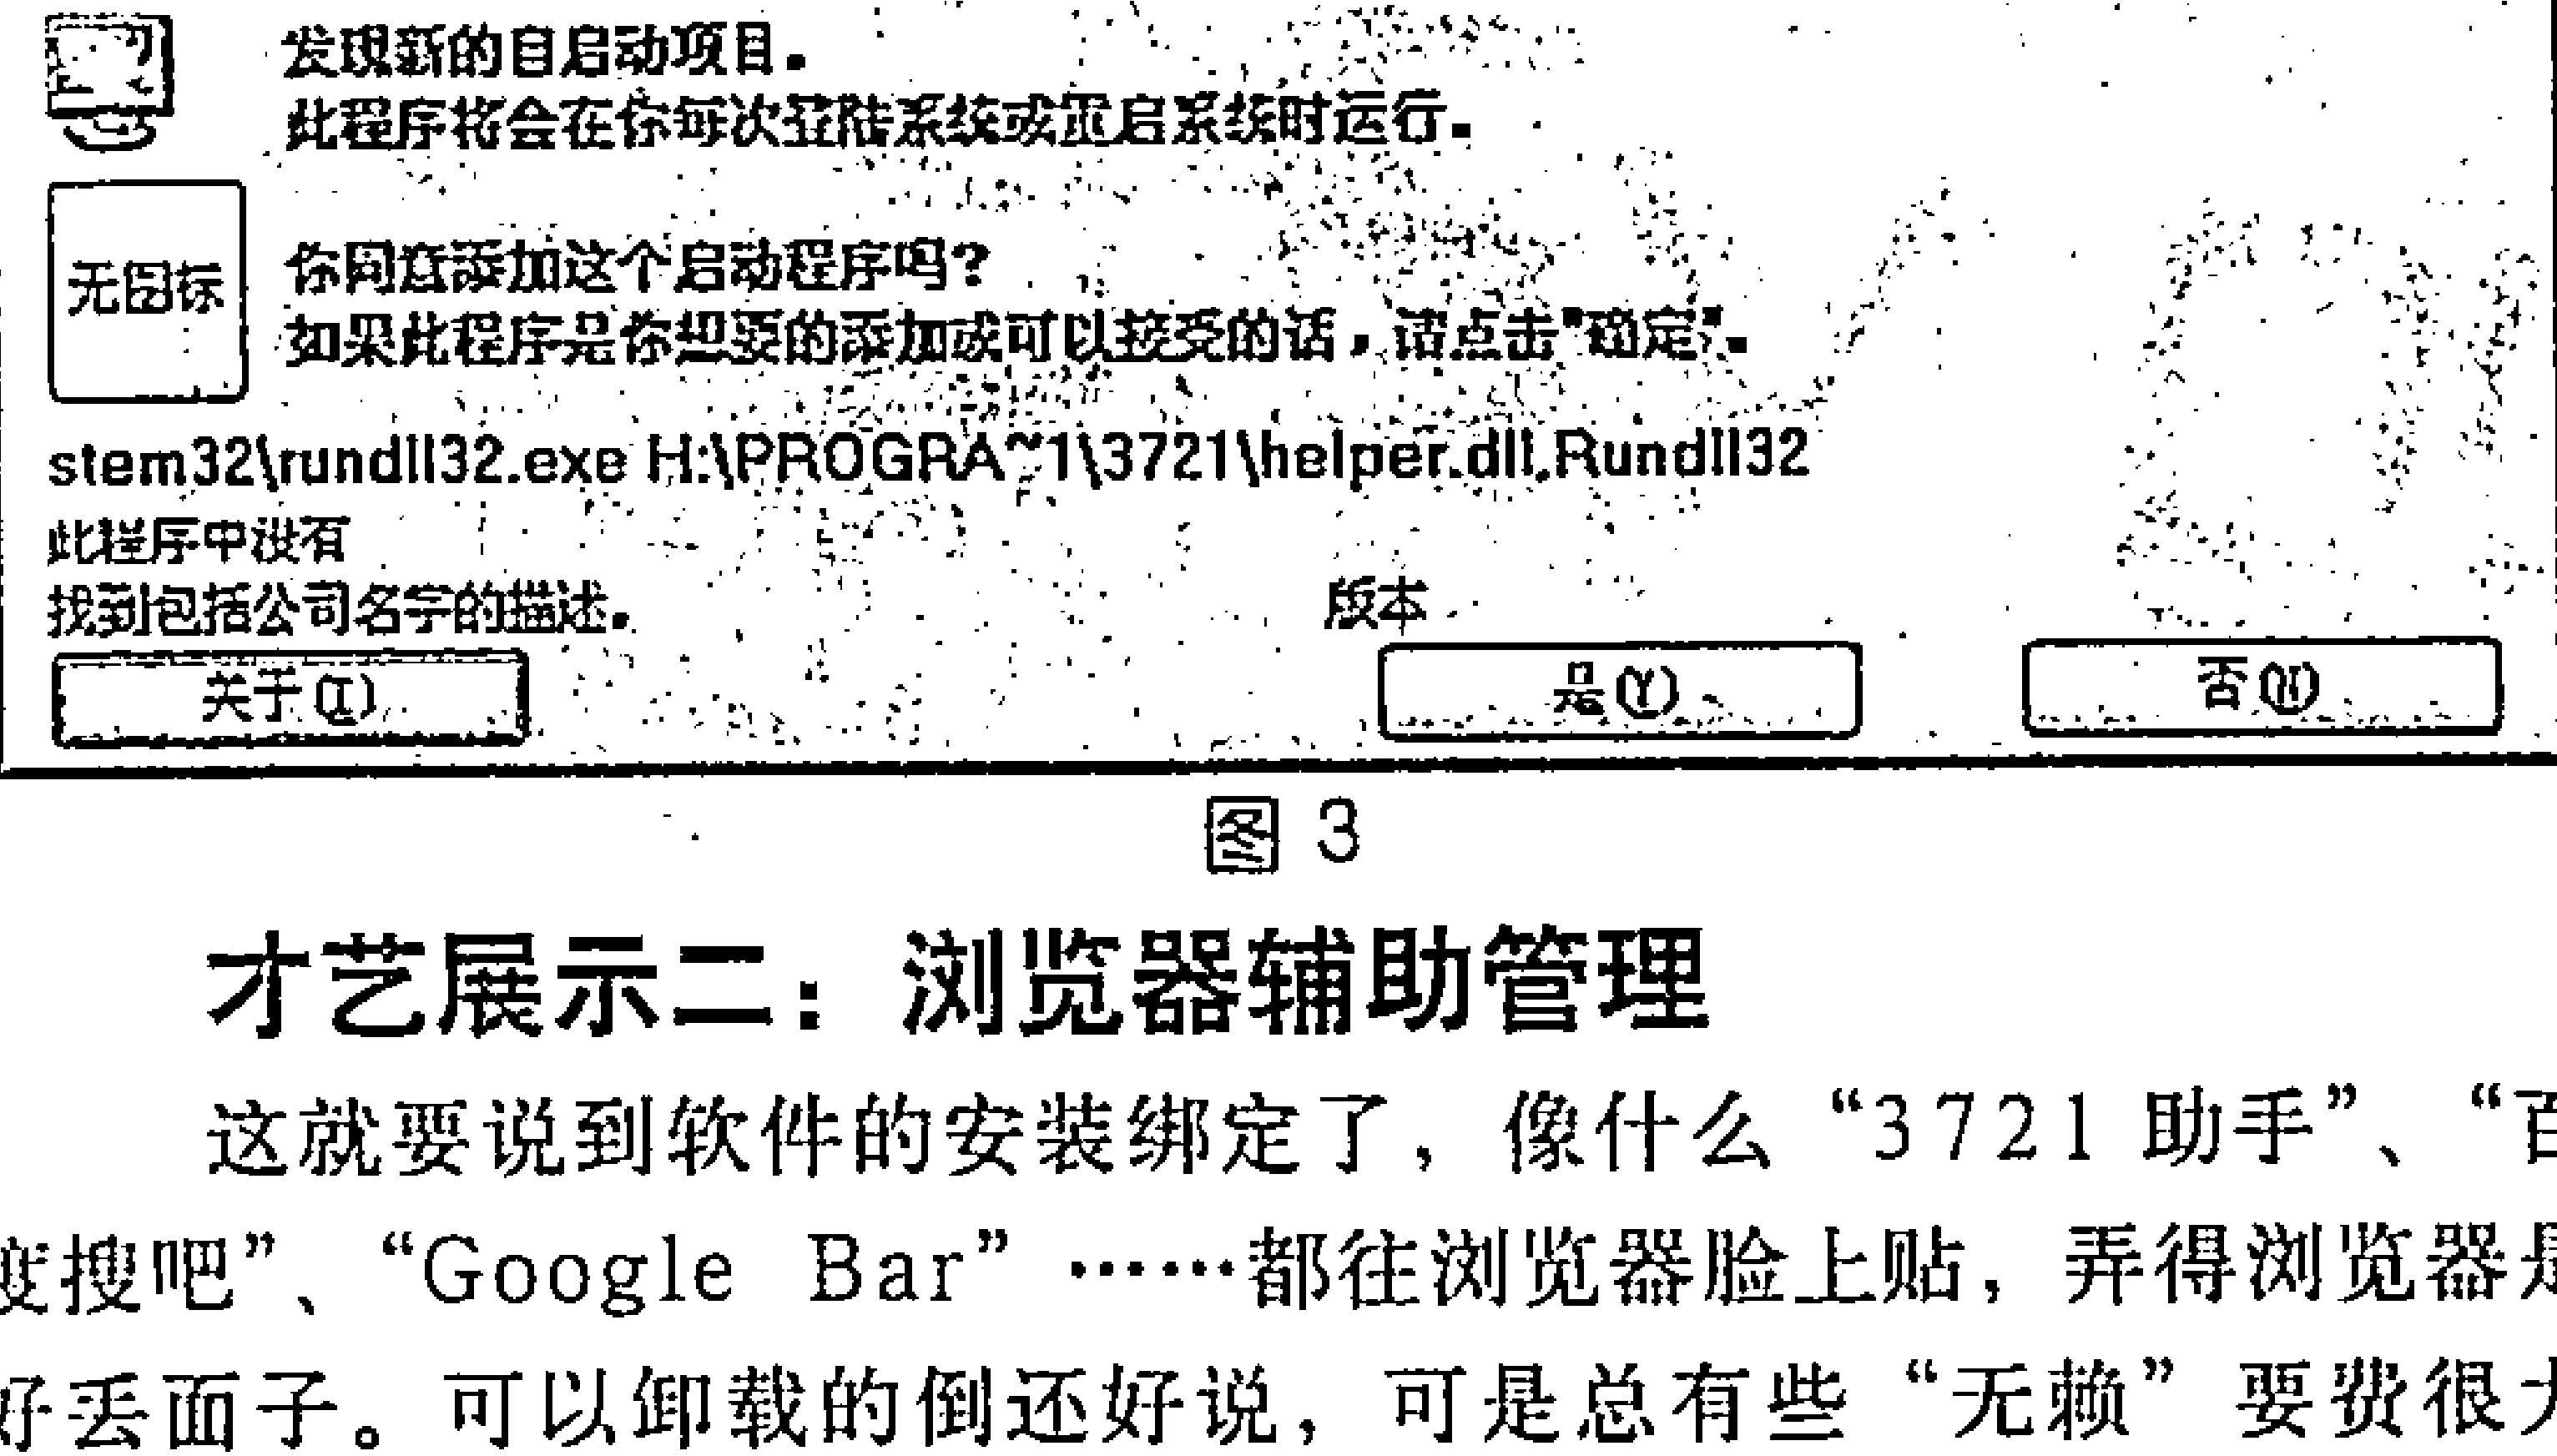 发现新的自启动项目。
此程序将会在你每次登陆系统或重启系统时运行。
无图标
你同意添加这个启动程序吗?
如果此程序是你想要的添加或可以接受的话，请点击"确定"。
stem32\rundll32.exe H:\PROGRA~1\3721\helper.dll,Rundll32
此程序中没有
找到包括公司名字的描述。
版本
关于(I)
是(Y)
否(N)
图 3
才艺展示二：浏览器辅助管理
这就要说到软件的安装绑定了，像什么“3721 助手”、“百
度搜吧”、“Google Bar”……都往浏览器脸上贴，弄得浏览器是
好丢面子。可以卸载的倒还好说，可是总有些“无赖”要费很大